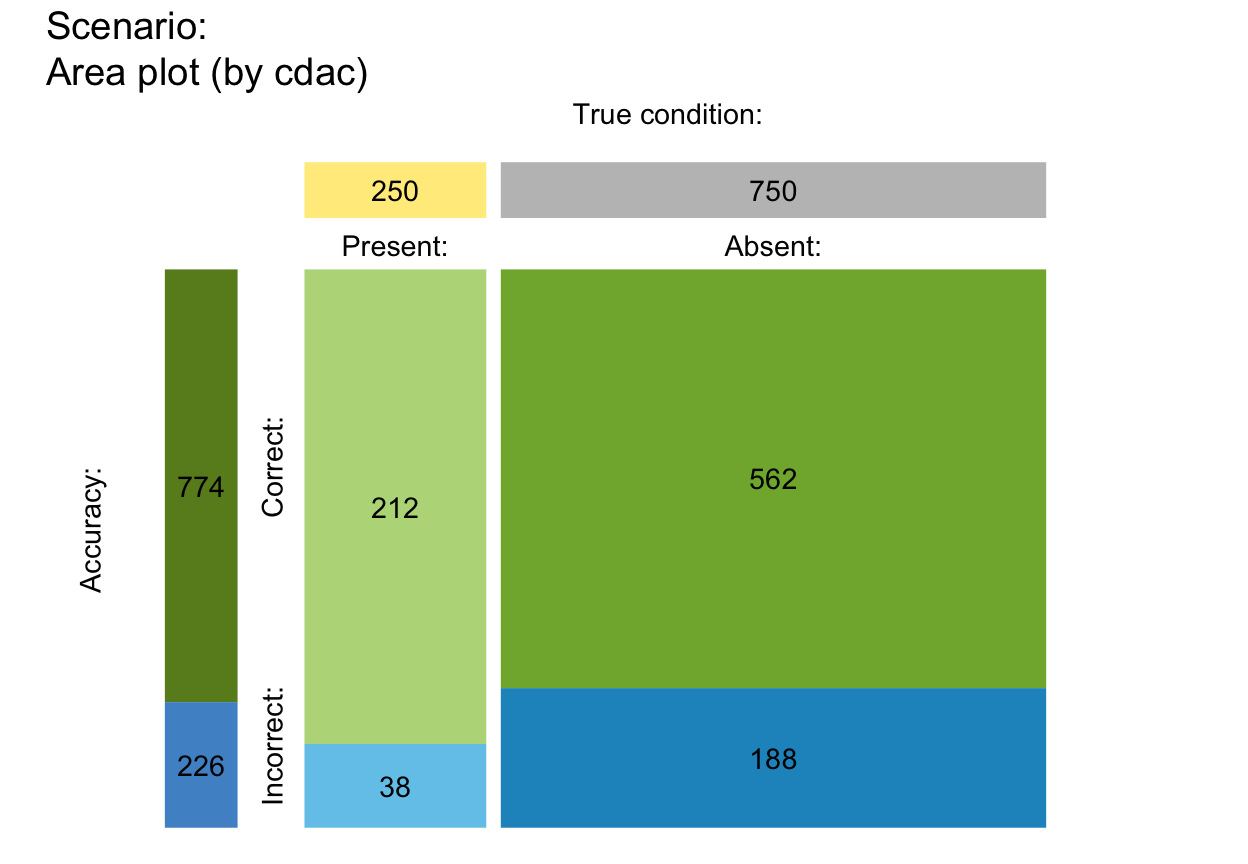 Scenario:
Area plot (by cdac)
True condition:
250
750
Present:
Absent:
Accuracy:
Correct:
Incorrect:
774
212
562
226
38
188